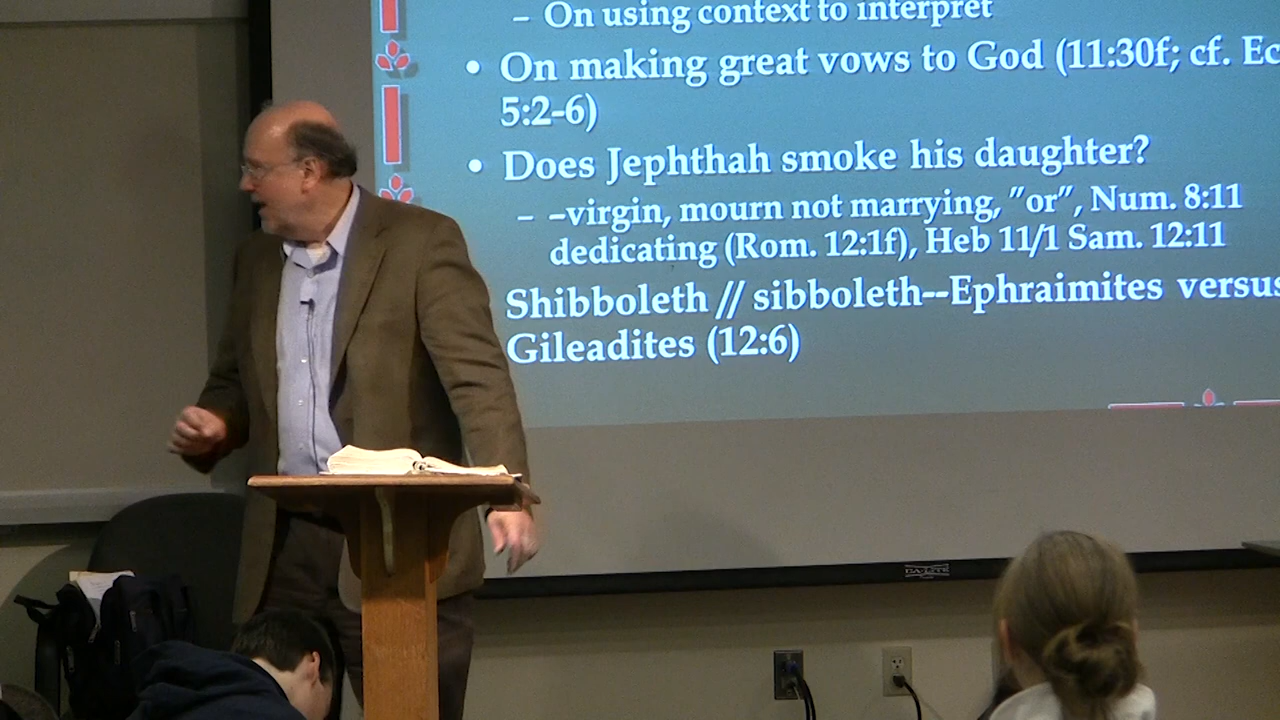 – On using context to interpret
• On making great vows to God (11:30f; cf. Ec
5:2-6)
• Does Jephthah smoke his daughter?
– –virgin, mourn not marrying, ”or”, Num. 8:11
dedicating (Rom. 12:1f), Heb 11/1 Sam. 12:11
Shibboleth // sibboleth--Ephraimites versus
Gileadites (12:6)
DA-LITE